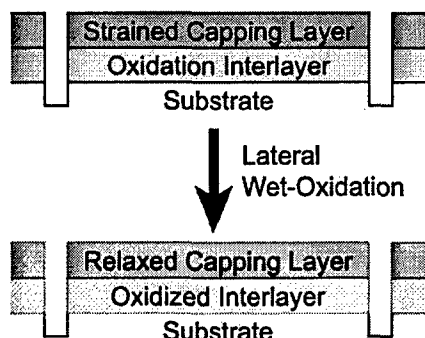 Strained Capping Layer
Oxidation Interlayer
Substrate
Lateral
Wet-Oxidation
Relaxed Capping Layer
Oxidized Interlayer
Substrate